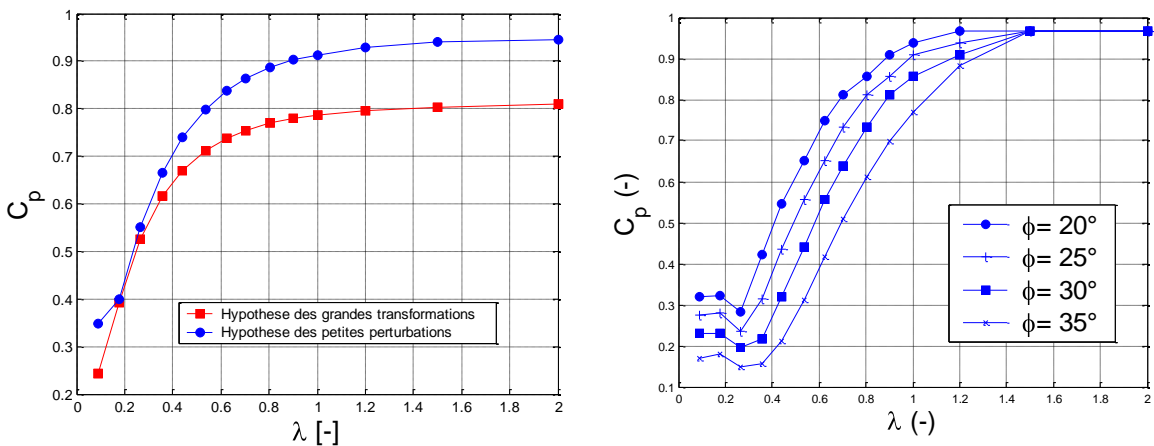 1
0.9
0.8
0.7
0.6
0.5
0.4
0.3
0.2
Cp
0 0.2 0.4 0.6 0.8 1 1.2 1.4 1.6 1.8 2
λ [-]
Hypothese des grandes transformations
Hypothese des petites perturbations
1
0.9
0.8
0.7
0.6
0.5
0.4
0.3
0.2
0.1
Cp (-)
0 0.2 0.4 0.6 0.8 1 1.2 1.4 1.6 1.8 2
λ (-)
ϕ= 20°
ϕ= 25°
ϕ= 30°
ϕ= 35°